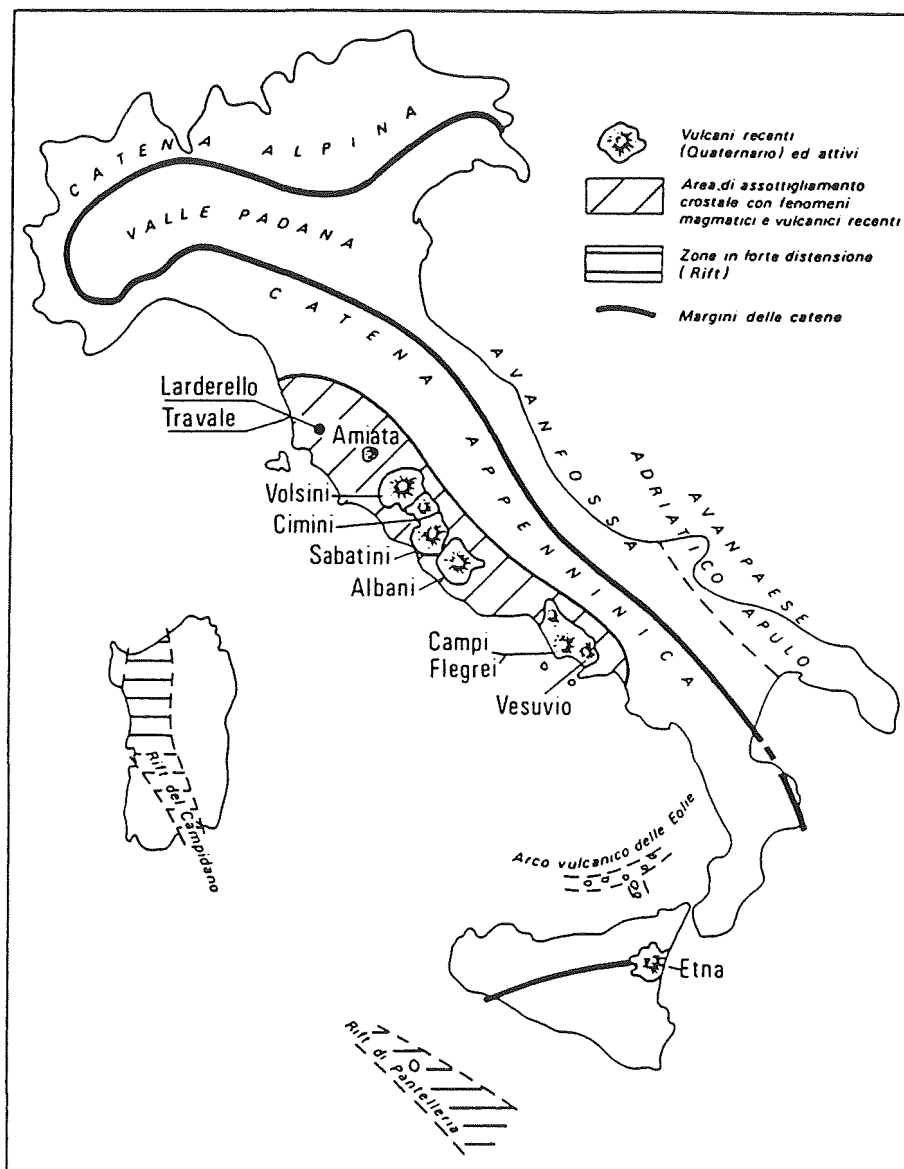 CATENA ALPINA
VALLE PADANA
CATENA APPENNINICA
AVANFOSSA
AVANPAESE
ADRIATICO APULO
Vulcani recenti
(Quaternario) ed attivi
Area di assottigliamento
crostale con fenomeni
magmatici e vulcanici recenti
Zone in forte distensione
(Rift)
Margini delle catene
Larderello
Travale
Amiata
Volsini
Cimini
Sabatini
Albani
Campi
Flegrei
Vesuvio
Rift del Campidano
Arco vulcanico delle Eolie
Etna
Rift di Pantelleria